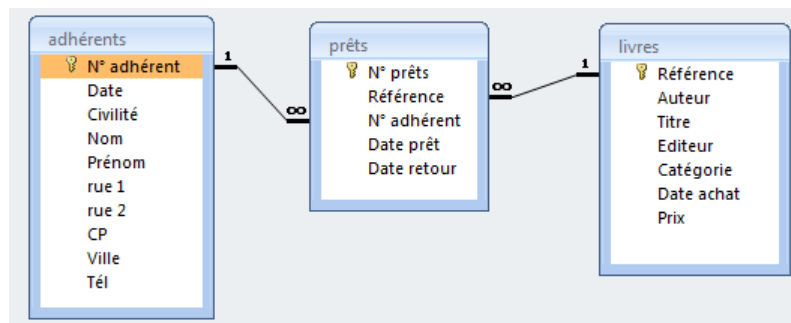 adhérents
N° adhérent
Date
Civilité
Nom
Prénom
rue 1
rue 2
CP
Ville
Tél
1
∞
prêts
N° prêts
Référence
N° adhérent
Date prêt
Date retour
∞
1
livres
Référence
Auteur
Titre
Editeur
Catégorie
Date achat
Prix